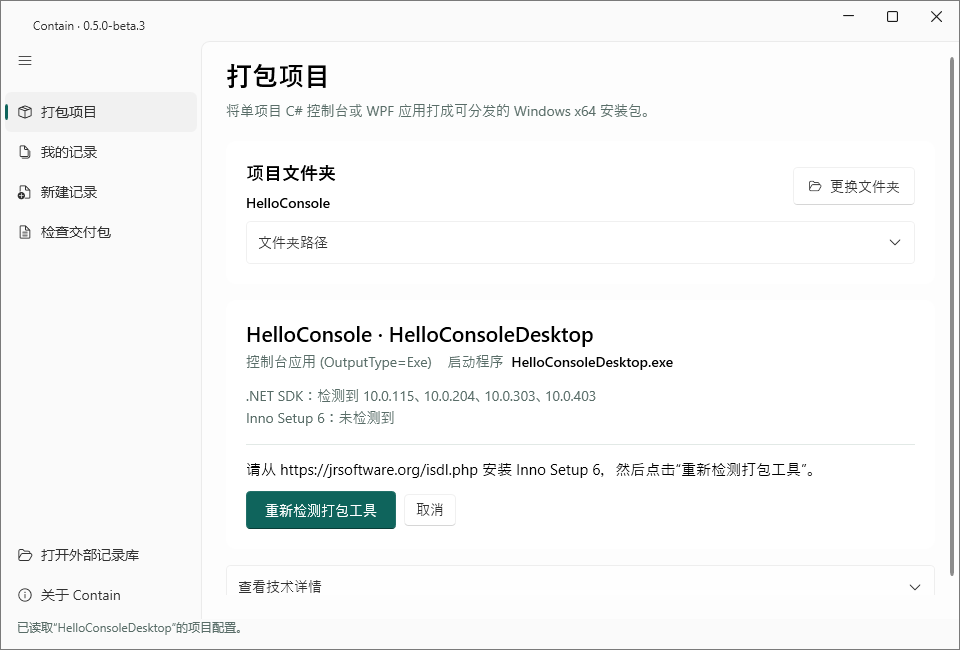 Contain · 0.5.0-beta.3
打包项目
我的记录
新建记录
检查交付包
打开外部记录库
关于 Contain
已读取“HelloConsoleDesktop”的项目配置。
打包项目
将单项目 C# 控制台或 WPF 应用打成可分发的 Windows x64 安装包。
项目文件夹
HelloConsole
更换文件夹
文件夹路径
HelloConsole · HelloConsoleDesktop
控制台应用 (OutputType=Exe) 启动程序 HelloConsoleDesktop.exe
.NET SDK：检测到 10.0.115、10.0.204、10.0.303、10.0.403
Inno Setup 6：未检测到
请从 https://jrsoftware.org/isdl.php 安装 Inno Setup 6，然后点击“重新检测打包工具”。
重新检测打包工具
取消
查看技术详情